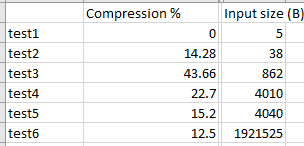 Compression % Input size (B)
test1 0 5
test2 14.28 38
test3 43.66 862
test4 22.7 4010
test5 15.2 4040
test6 12.5 1921525